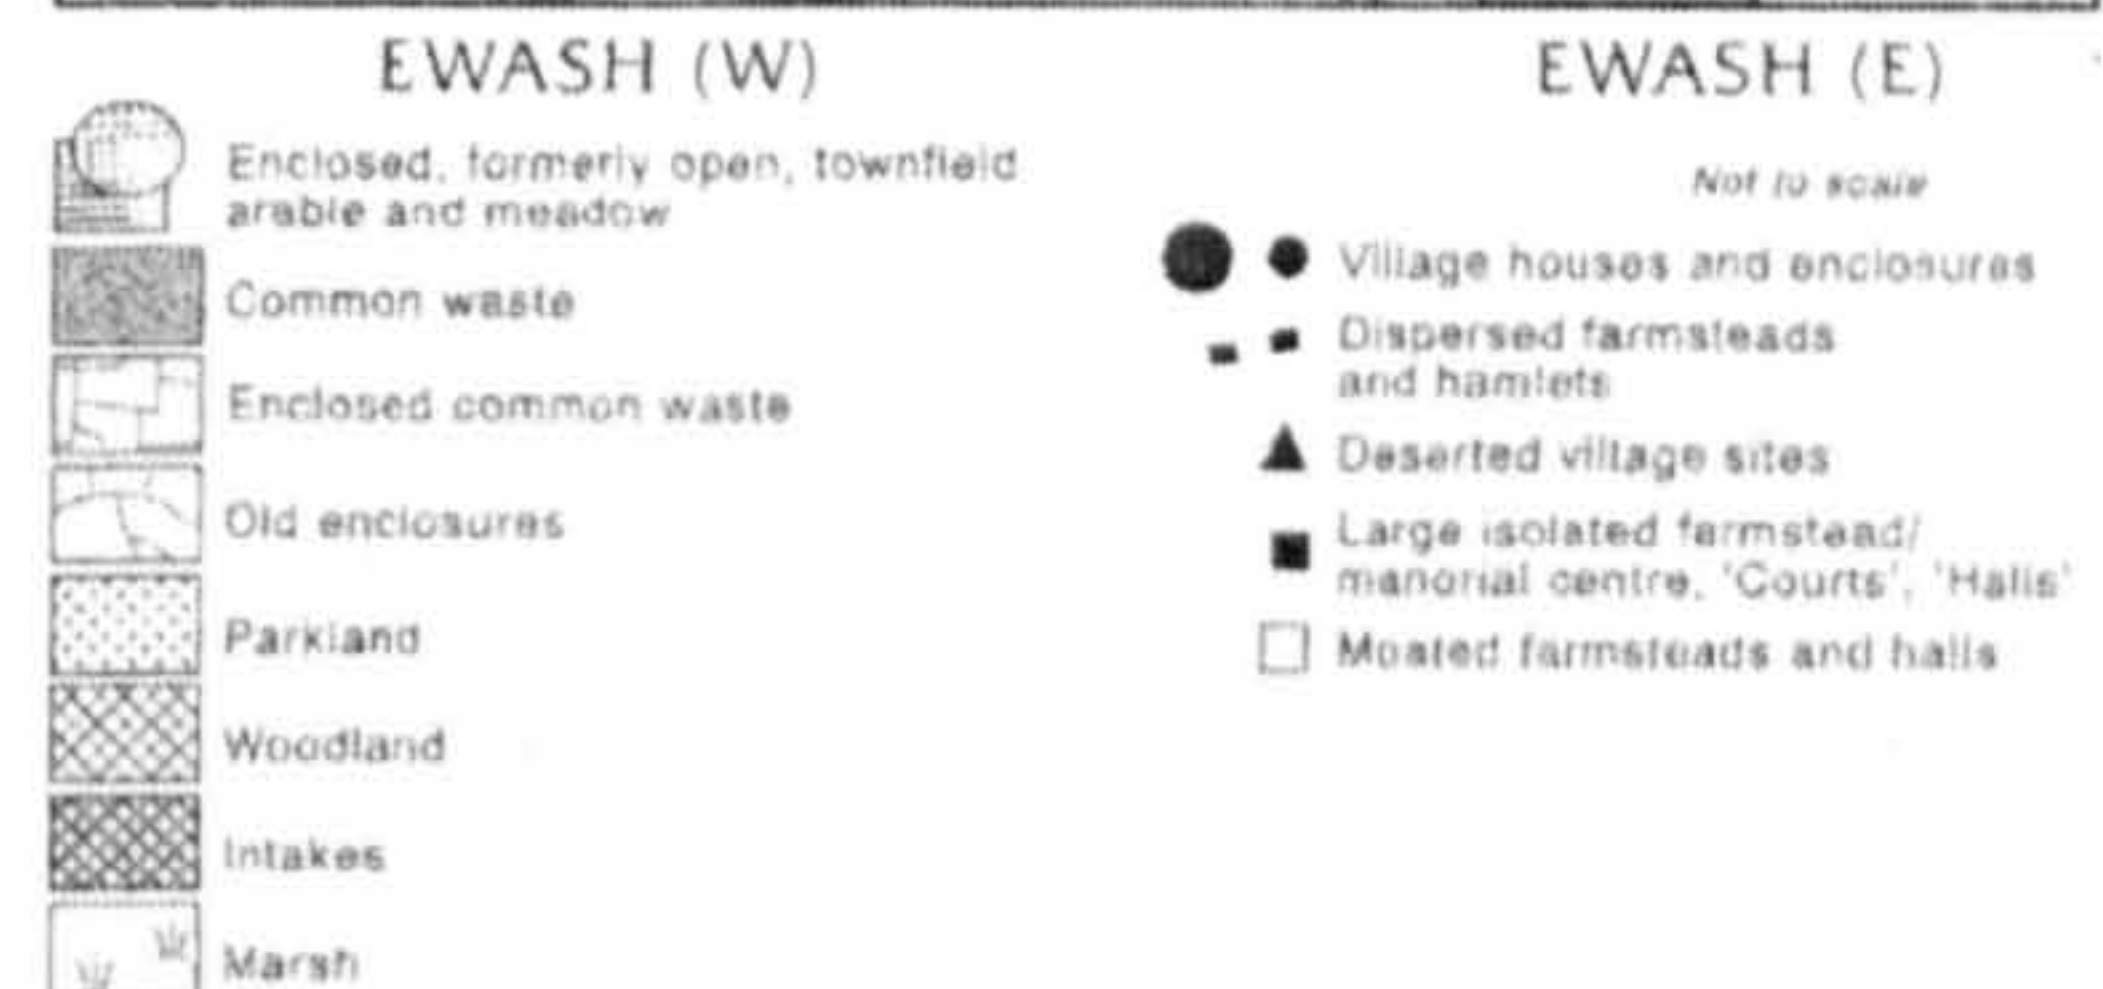 EWASH (W)
Enclosed, formerly open, townfield
arable and meadow
Common waste
Enclosed common waste
Old enclosures
Parkland
Woodland
Intakes
Marsh
EWASH (E)
Not to scale
Village houses and enclosures
Dispersed farmsteads
and hamlets
Deserted village sites
Large isolated farmstead/
manorial centre, 'Courts', 'Halls'
Moated farmsteads and halls